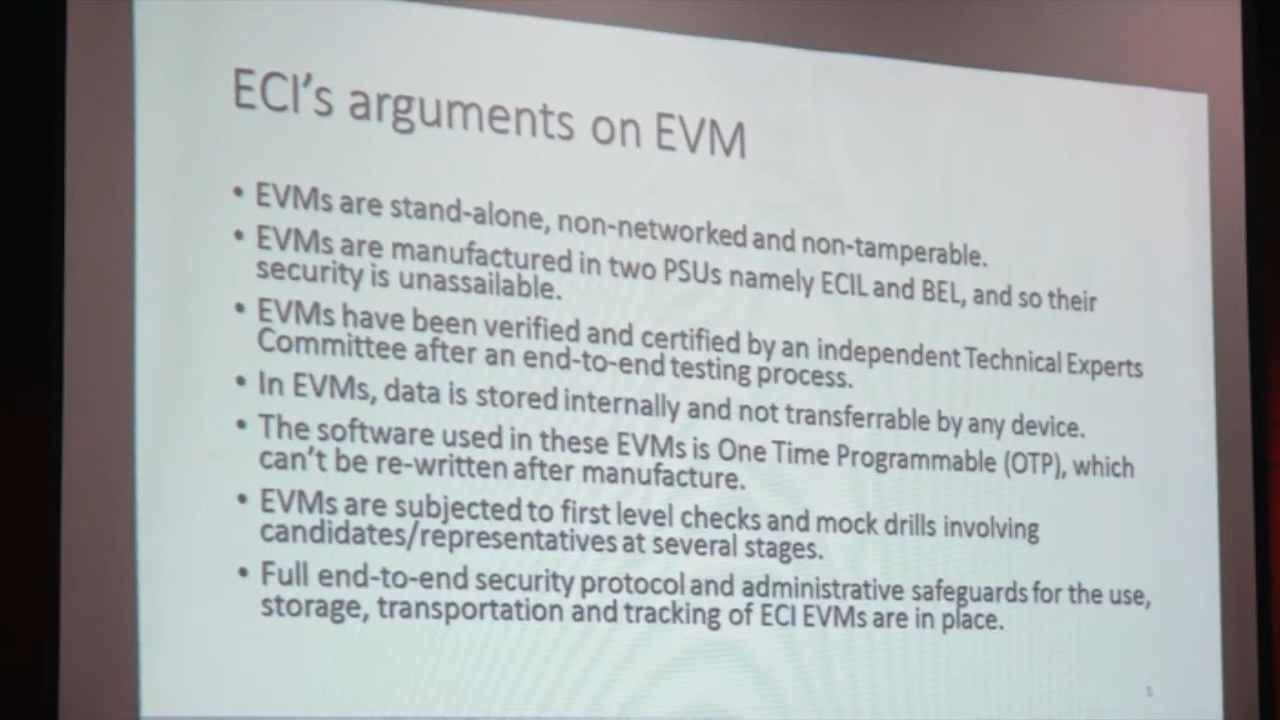 ECI's arguments on EVM
• EVMs are stand-alone, non-networked and non-tamperable.
• EVMs are manufactured in two PSUs namely ECIL and BEL, and so their
security is unassailable.
• EVMs have been verified and certified by an independent Technical Experts
Committee after an end-to-end testing process.
• In EVMs, data is stored internally and not transferrable by any device.
• The software used in these EVMs is One Time Programmable (OTP), which
can't be re-written after manufacture.
• EVMs are subjected to first level checks and mock drills involving
candidates/representatives at several stages.
• Full end-to-end security protocol and administrative safeguards for the use,
storage, transportation and tracking of ECI EVMs are in place.
5